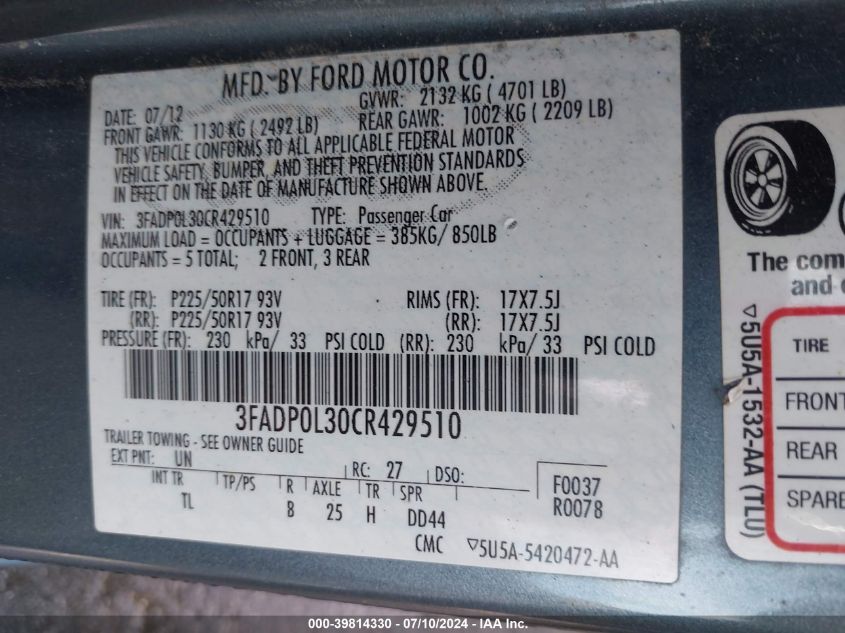 MFD. BY FORD MOTOR CO.
DATE: 07/12 GVWR: 2132 KG ( 4701 LB)
FRONT GAWR: 1130 KG ( 2492 LB) REAR GAWR: 1002 KG ( 2209 LB)
THIS VEHICLE CONFORMS TO ALL APPLICABLE FEDERAL MOTOR
VEHICLE SAFETY, BUMPER, AND THEFT PREVENTION STANDARDS
IN EFFECT ON THE DATE OF MANUFACTURE SHOWN ABOVE.
VIN: 3FADP0L30CR429510 TYPE: Passenger Car
MAXIMUM LOAD = OCCUPANTS + LUGGAGE = 385KG/ 850LB
OCCUPANTS = 5 TOTAL; 2 FRONT, 3 REAR
TIRE (FR): P225/50R17 93V RIMS (FR): 17X7.5J
(RR): P225/50R17 93V (RR): 17X7.5J
PRESSURE (FR): 230 kPa/ 33 PSI COLD (RR): 230 kPa/ 33 PSI COLD
3FADP0L30CR429510
TRAILER TOWING - SEE OWNER GUIDE
EXT PNT: UN RC: 27 DSO:
INT TR TP/PS R AXLE TR SPR F0037
TL B 25 H DD44 R0078
CMC ▽5U5A-5420472-AA
The com
and c
▽5U5A-1532-AA (TLU)
TIRE
FRONT
REAR
SPARE
000-39814330 - 07/10/2024 - IAA Inc.